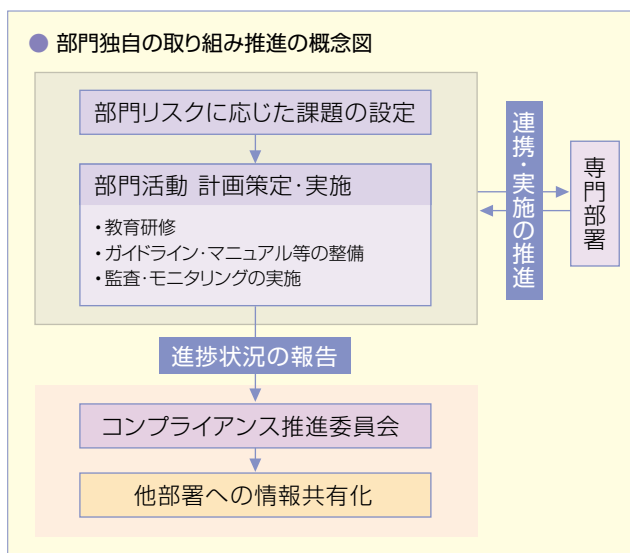 ● 部門独自の取り組み推進の概念図
部門リスクに応じた課題の設定
部門活動 計画策定・実施
・教育研修
・ガイドライン・マニュアル等の整備
・監査・モニタリングの実施
連携・実施の推進
専門部署
進捗状況の報告
コンプライアンス推進委員会
他部署への情報共有化